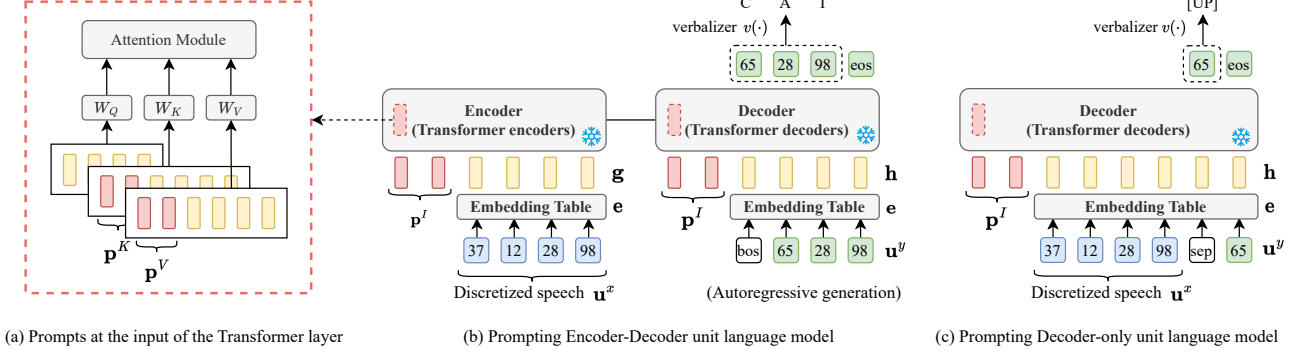 Attention Module
W_Q W_K W_V
p^K
p^V
(a) Prompts at the input of the Transformer layer
C A T
verbalizer v(·)
65 28 98 eos
Encoder
(Transformer encoders)
Decoder
(Transformer decoders)
g
h
p^I
p^I
Embedding Table e
Embedding Table e
37 12 28 98
bos 65 28 98 u^y
Discretized speech u^x
(Autoregressive generation)
(b) Prompting Encoder-Decoder unit language model
[UP]
verbalizer v(·)
65 eos
Decoder
(Transformer decoders)
h
p^I
Embedding Table e
37 12 28 98 sep 65 u^y
Discretized speech u^x
(c) Prompting Decoder-only unit language model